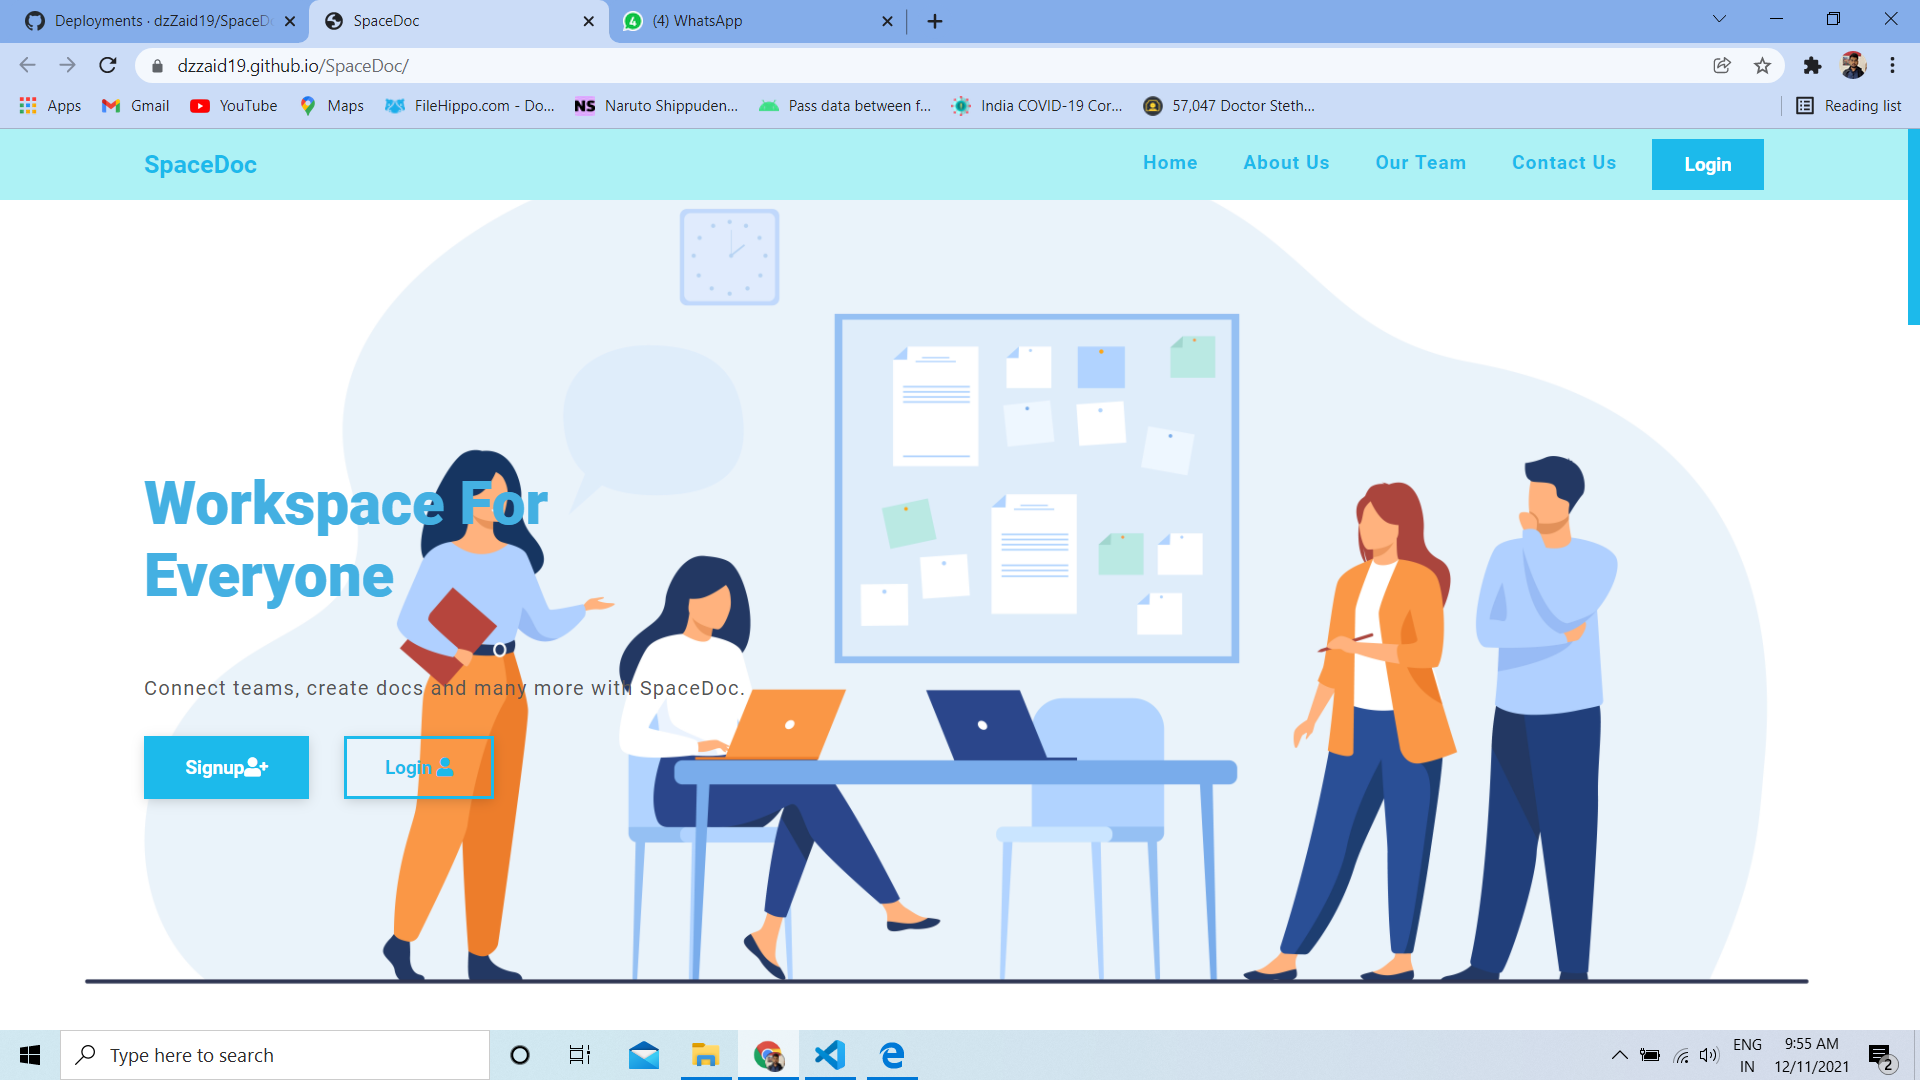 Deployments · dzZaid19/SpaceD
SpaceDoc
(4) WhatsApp
dzzaid19.github.io/SpaceDoc/
Apps
Gmail
YouTube
Maps
FileHippo.com - Do...
NS Naruto Shippuden...
Pass data between f...
India COVID-19 Cor...
57,047 Doctor Steth...
Reading list
SpaceDoc
Home
About Us
Our Team
Contact Us
Login
Workspace For
Everyone
Connect teams, create docs and many more with SpaceDoc.
Signup
Login
Type here to search
ENG
IN
9:55 AM
12/11/2021
2